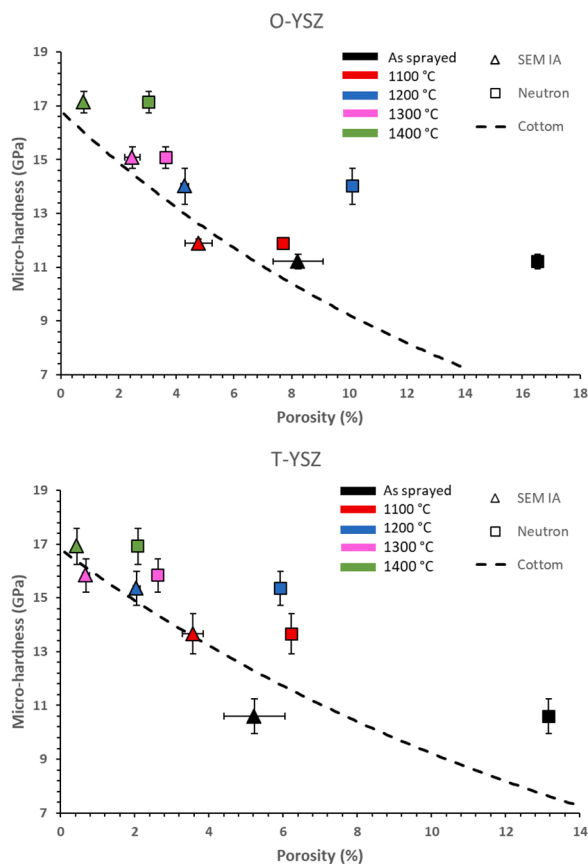 O-YSZ
19
17
15
13
11
9
7
Micro-hardness (GPa)
As sprayed
1100 °C
1200 °C
1300 °C
1400 °C
SEM IA
Neutron
Cottom
0 2 4 6 8 10 12 14 16 18
Porosity (%)
T-YSZ
19
17
15
13
11
9
7
Micro-hardness (GPa)
As sprayed
1100 °C
1200 °C
1300 °C
1400 °C
SEM IA
Neutron
Cottom
0 2 4 6 8 10 12 14
Porosity (%)